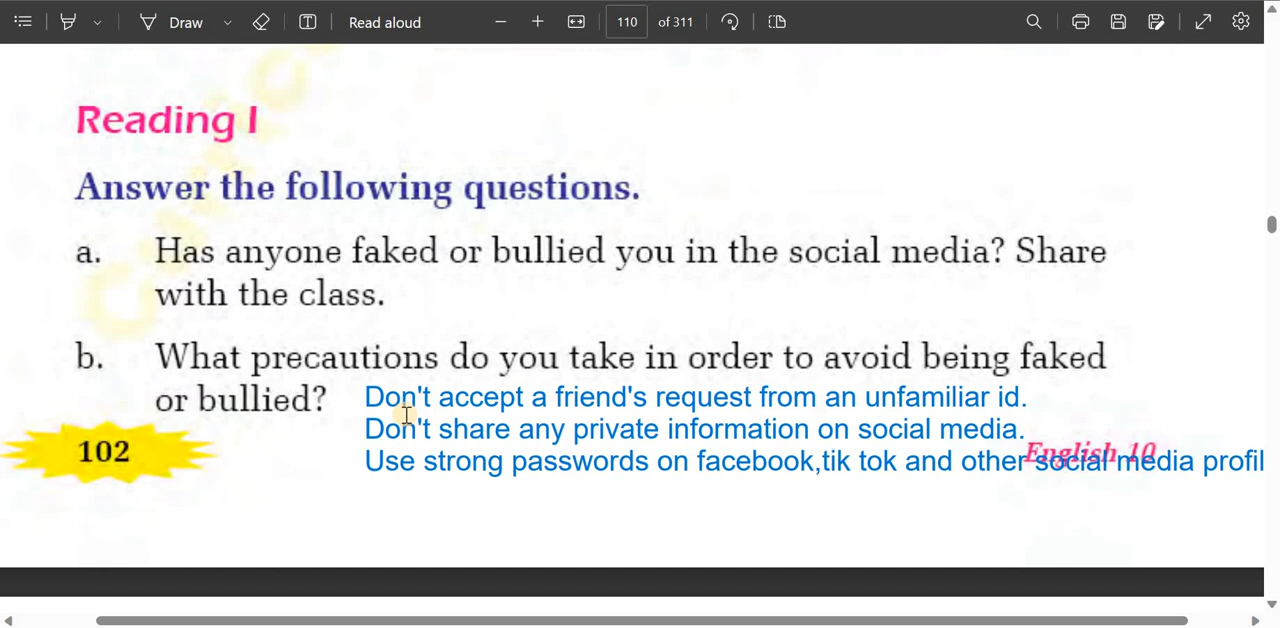 Draw
Read aloud
110 of 311
Reading I
Answer the following questions.
a. Has anyone faked or bullied you in the social media? Share
with the class.
b. What precautions do you take in order to avoid being faked
or bullied?
Don't accept a friend's request from an unfamiliar id.
Don't share any private information on social media.
Use strong passwords on facebook,tik tok and other social media profil
102
English 10